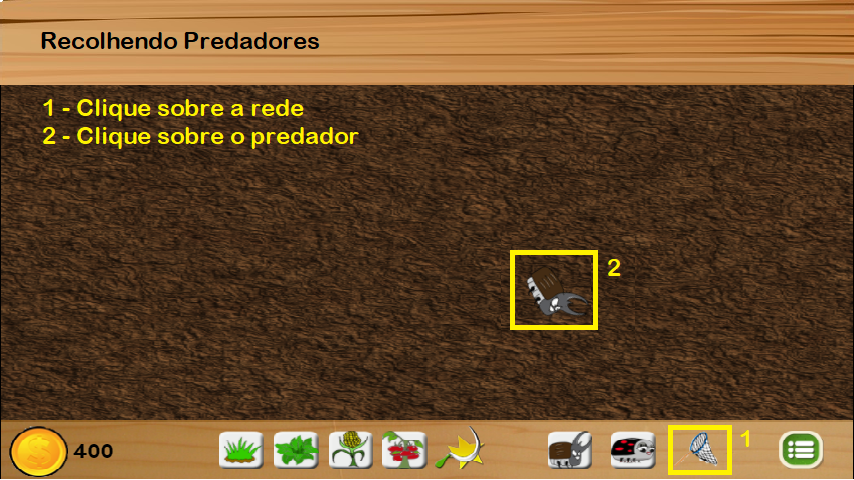 Recolhendo Predadores
1 - Clique sobre a rede
2 - Clique sobre o predador
2
400
1